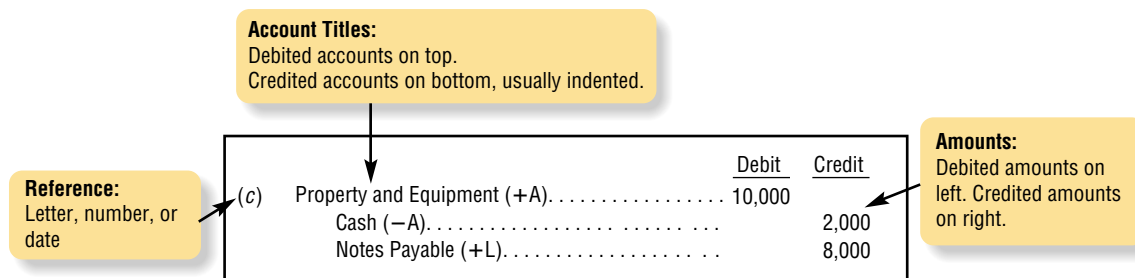 Account Titles:
Debited accounts on top.
Credited accounts on bottom, usually indented.
Reference:
Letter, number, or
date
Debit Credit
(c) Property and Equipment (+A). . . . . . . . . . . . . . . . . 10,000
Cash (−A). . . . . . . . . . . . . . . . . . . . . . . . . . . 2,000
Notes Payable (+L). . . . . . . . . . . . . . . . . . . . 8,000
Amounts:
Debited amounts on
left. Credited amounts
on right.